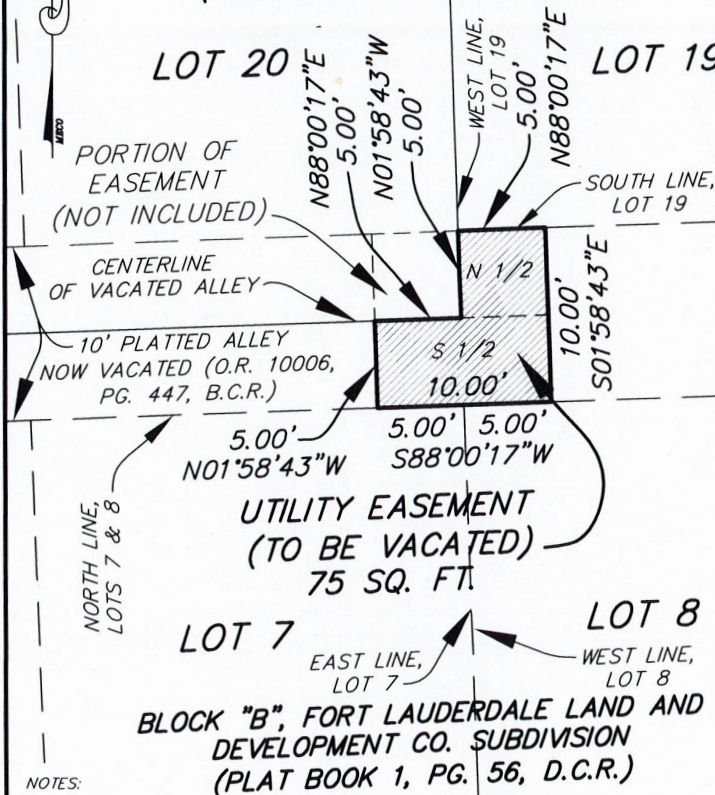 LOT 20
N88°00'17"E
5.00'
N01°58'43"W
5.00'
WEST LINE,
LOT 19
5.00'
N88°00'17"E
LOT 19
MECO
PORTION OF
EASEMENT
(NOT INCLUDED)
SOUTH LINE,
LOT 19
CENTERLINE
OF VACATED ALLEY
N 1/2
10.00'
S01°58'43"E
10' PLATTED ALLEY
NOW VACATED (O.R. 10006,
PG. 447, B.C.R.)
S 1/2
10.00'
5.00'
N01°58'43"W
5.00' 5.00'
S88°00'17"W
UTILITY EASEMENT
(TO BE VACATED)
75 SQ. FT.
NORTH LINE,
LOTS 7 & 8
LOT 7
LOT 8
EAST LINE,
LOT 7
WEST LINE,
LOT 8
BLOCK "B", FORT LAUDERDALE LAND AND
DEVELOPMENT CO. SUBDIVISION
(PLAT BOOK 1, PG. 56, D.C.R.)
NOTES: